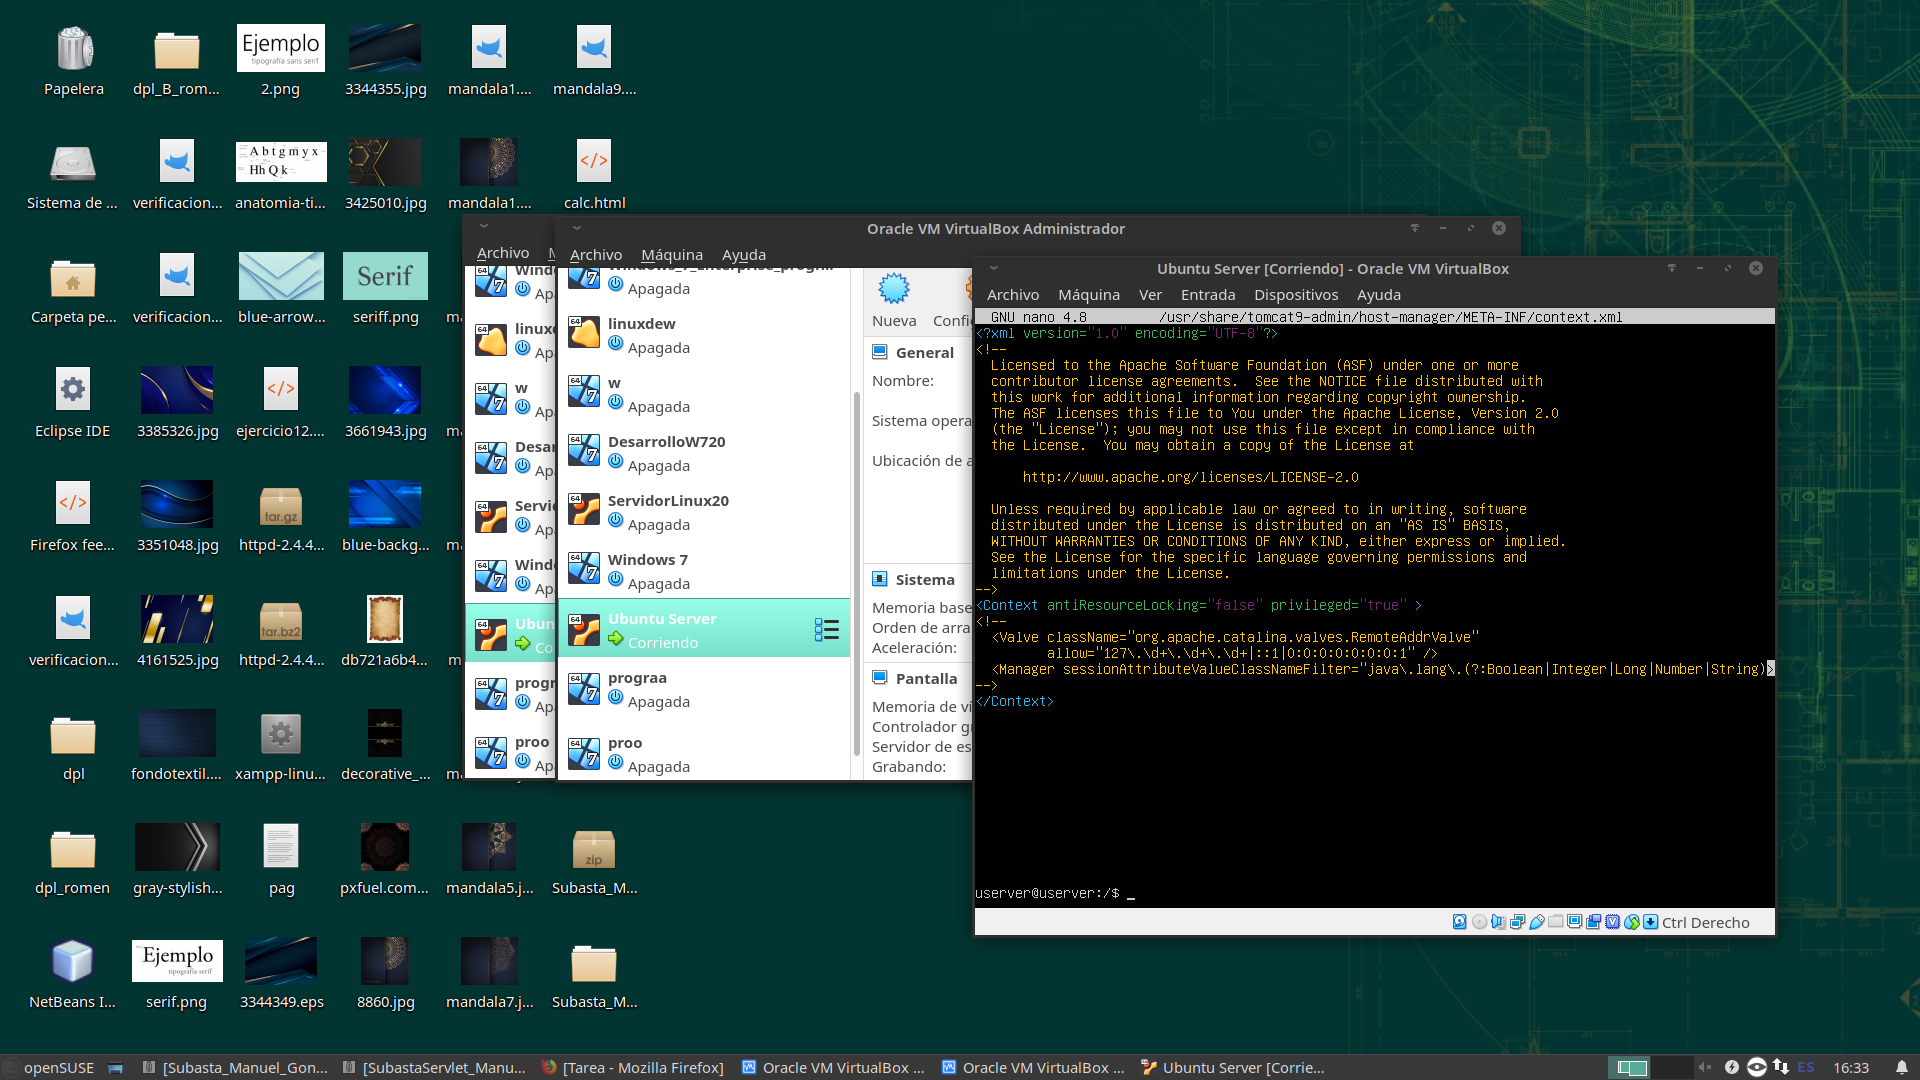 Papelera
dpl_B_rom...
Ejemplo
tipografía sans serif
2.png
3344355.jpg
mandala1....
mandala9....
Sistema de ...
verificacion...
A b t g m y x
Hh Q k
anatomia-ti...
3425010.jpg
mandala1....
</>
calc.html
Carpeta pe...
verificacion...
blue-arrow...
Serif
seriff.png
Eclipse IDE
3385326.jpg
</>
ejercicio12....
3661943.jpg
</>
Firefox fee...
3351048.jpg
tar.gz
httpd-2.4.4...
blue-backg...
verificacion...
4161525.jpg
tar.bz2
httpd-2.4.4...
db721a6b4...
dpl
fondotextil....
xampp-linu...
decorative_...
dpl_romen
gray-stylish...
pag
pxfuel.com...
mandala5.j...
zip
Subasta_M...
NetBeans I...
Ejemplo
tipografía serif
serif.png
3344349.eps
8860.jpg
mandala7.j...
Subasta_M...
Archivo
Oracle VM VirtualBox Administrador
Archivo Máquina Ayuda
Apagada
linuxdew
Apagada
w
Apagada
DesarrolloW720
Apagada
ServidorLinux20
Apagada
Windows 7
Apagada
Ubuntu Server
Corriendo
prograa
Apagada
proo
Apagada
Nueva
General
Nombre:
Sistema opera
Ubicación de a
Sistema
Memoria base
Orden de arra
Aceleración:
Pantalla
Memoria de ví
Controlador g
Servidor de es
Grabando:
Ubuntu Server [Corriendo] - Oracle VM VirtualBox
Archivo Máquina Ver Entrada Dispositivos Ayuda
GNU nano 4.8 /usr/share/tomcat9-admin/host-manager/META-INF/context.xml
<?xml version="1.0" encoding="UTF-8"?>
<!--
Licensed to the Apache Software Foundation (ASF) under one or more
contributor license agreements.  See the NOTICE file distributed with
this work for additional information regarding copyright ownership.
The ASF licenses this file to You under the Apache License, Version 2.0
(the "License"); you may not use this file except in compliance with
the License.  You may obtain a copy of the License at
http://www.apache.org/licenses/LICENSE-2.0
Unless required by applicable law or agreed to in writing, software
distributed under the License is distributed on an "AS IS" BASIS,
WITHOUT WARRANTIES OR CONDITIONS OF ANY KIND, either express or implied.
See the License for the specific language governing permissions and
limitations under the License.
-->
<Context antiResourceLocking="false" privileged="true" >
<!--
<Valve className="org.apache.catalina.valves.RemoteAddrValve"
allow="127\.\d+\.\d+\.\d+|::1|0:0:0:0:0:0:0:1" />
<Manager sessionAttributeValueClassNameFilter="java\.lang\.(?:Boolean|Integer|Long|Number|String)>
-->
</Context>
userver@userver:/$ _
Ctrl Derecho
openSUSE
[Subasta_Manuel_Gon...
[SubastaServlet_Manu...
[Tarea - Mozilla Firefox]
Oracle VM VirtualBox ...
Oracle VM VirtualBox ...
Ubuntu Server [Corrie...
ES
16:33